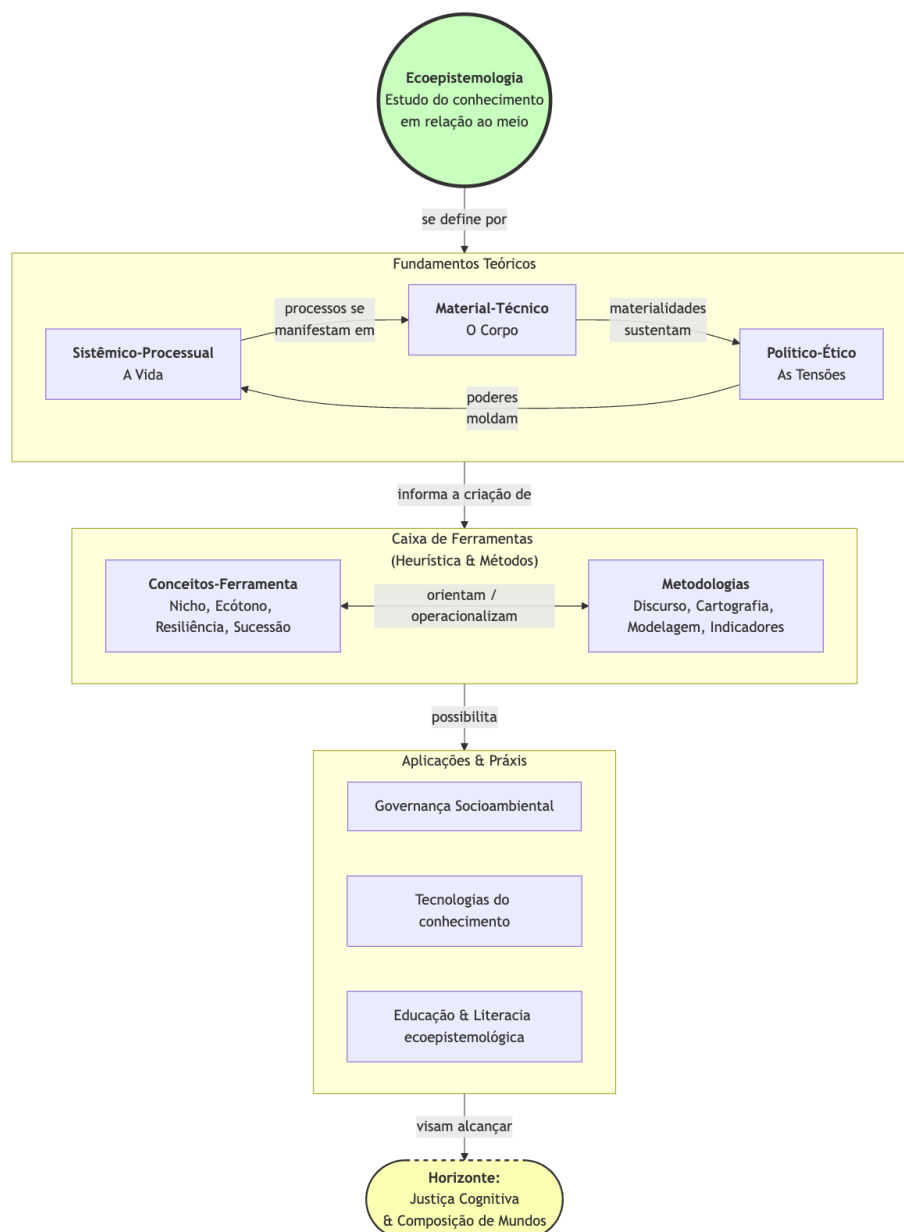 Ecoepistemologia
Estudo do conhecimento
em relação ao meio
se define por
Fundamentos Teóricos
processos se
manifestam em
Material-Técnico
O Corpo
materialidades
sustentam
Sistêmico-Processual
A Vida
Político-Ético
As Tensões
poderes
moldam
informa a criação de
Caixa de Ferramentas
(Heurística & Métodos)
Conceitos-Ferramenta
Nicho, Ecótono,
Resiliência, Sucessão
orientam /
operacionalizam
Metodologias
Discurso, Cartografia,
Modelagem, Indicadores
possibilita
Aplicações & Práxis
Governança Socioambiental
Tecnologias do
conhecimento
Educação & Literacia
ecoepistemológica
visam alcançar
Horizonte:
Justiça Cognitiva
& Composição de Mundos